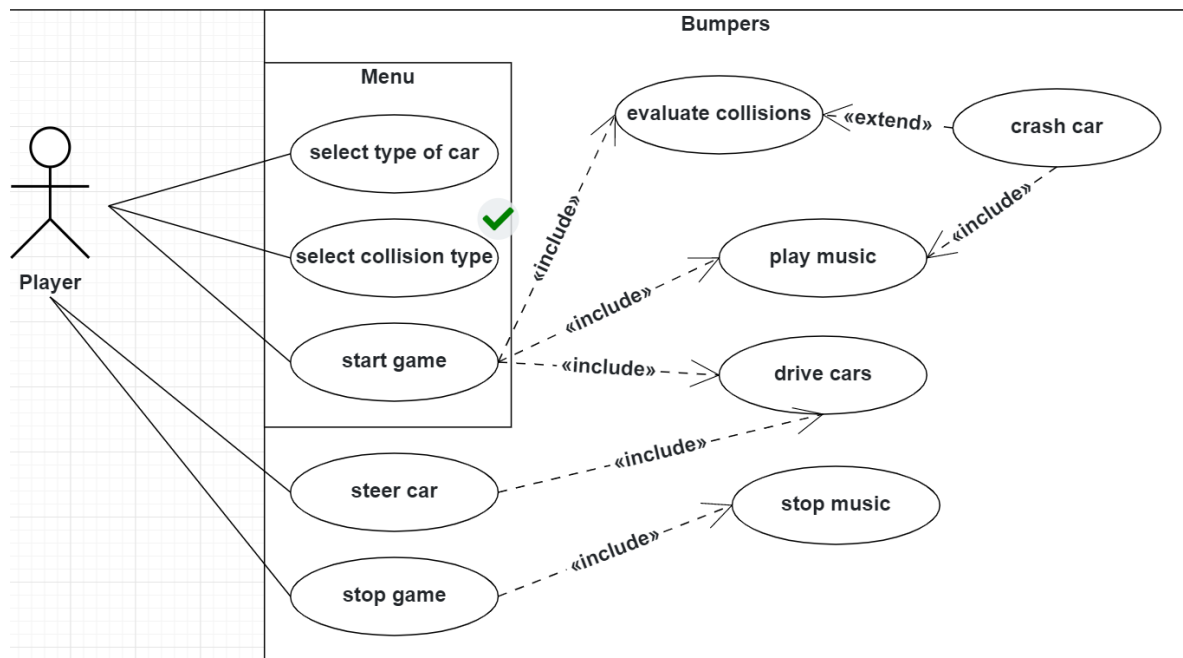 Bumpers
Menu
evaluate collisions
«extend»
crash car
select type of car
«include»
«include»
select collision type
play music
Player
«include»
start game
«include»
drive cars
«include»
steer car
stop music
«include»
stop game